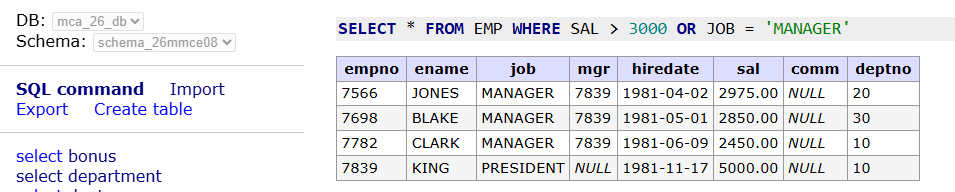 DB: mca_26_db
Schema: schema_26mmce08
SQL command Import
Export Create table
select bonus
select department
SELECT * FROM EMP WHERE SAL > 3000 OR JOB = 'MANAGER'
empno ename job mgr hiredate sal comm deptno
7566 JONES MANAGER 7839 1981-04-02 2975.00 NULL 20
7698 BLAKE MANAGER 7839 1981-05-01 2850.00 NULL 30
7782 CLARK MANAGER 7839 1981-06-09 2450.00 NULL 10
7839 KING PRESIDENT NULL 1981-11-17 5000.00 NULL 10